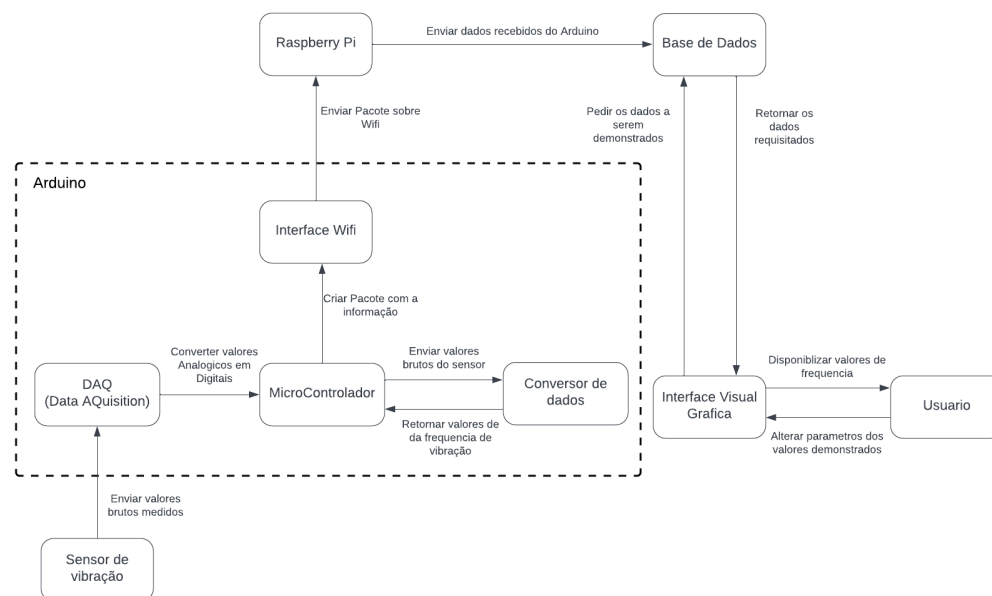 Raspberry Pi
Enviar dados recebidos do Arduino
Base de Dados
Enviar Pacote sobre
Wifi
Pedir os dados a
serem
demonstrados
Retornar os
dados
requisitados
Arduino
Interface Wifi
Criar Pacote com a
informação
Converter valores
Analogicos em
Digitais
Enviar valores
brutos do sensor
DAQ
(Data AQuisition)
MicroControlador
Conversor de
dados
Retornar valores de
da frequencia de
vibração
Disponiblizar valores de
frequencia
Interface Visual
Grafica
Usuario
Alterar parametros dos
valores demonstrados
Enviar valores
brutos medidos
Sensor de
vibração